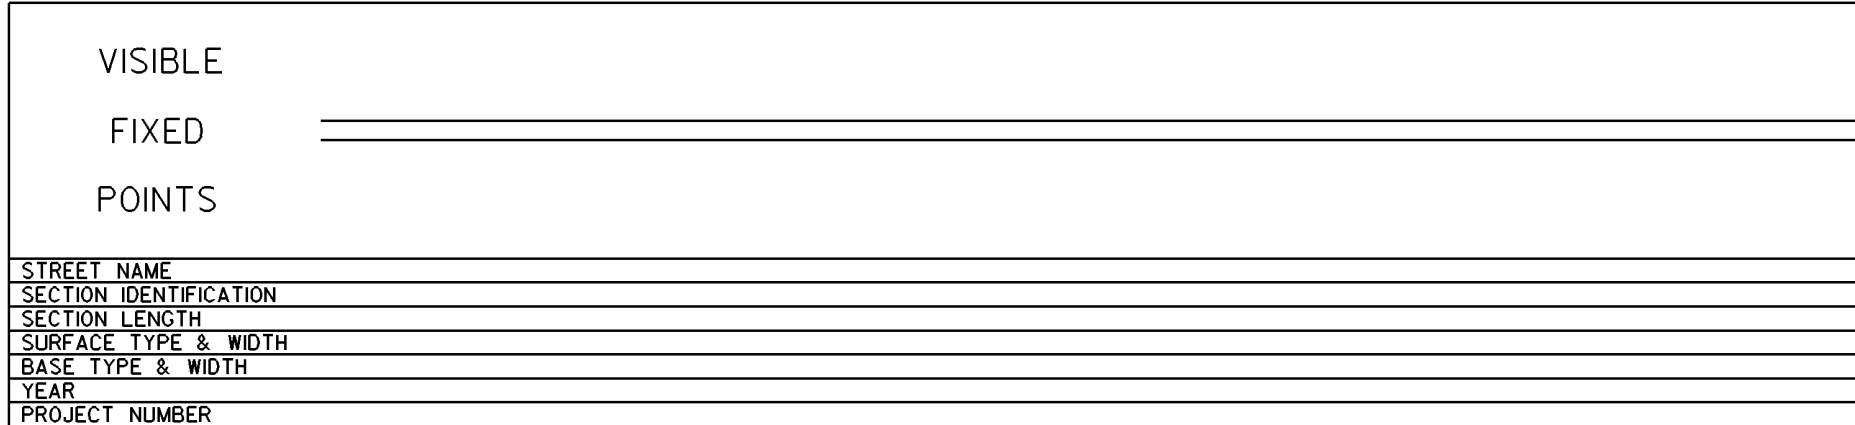 VISIBLE
FIXED
POINTS
STREET NAME
SECTION IDENTIFICATION
SECTION LENGTH
SURFACE TYPE & WIDTH
BASE TYPE & WIDTH
YEAR
PROJECT NUMBER